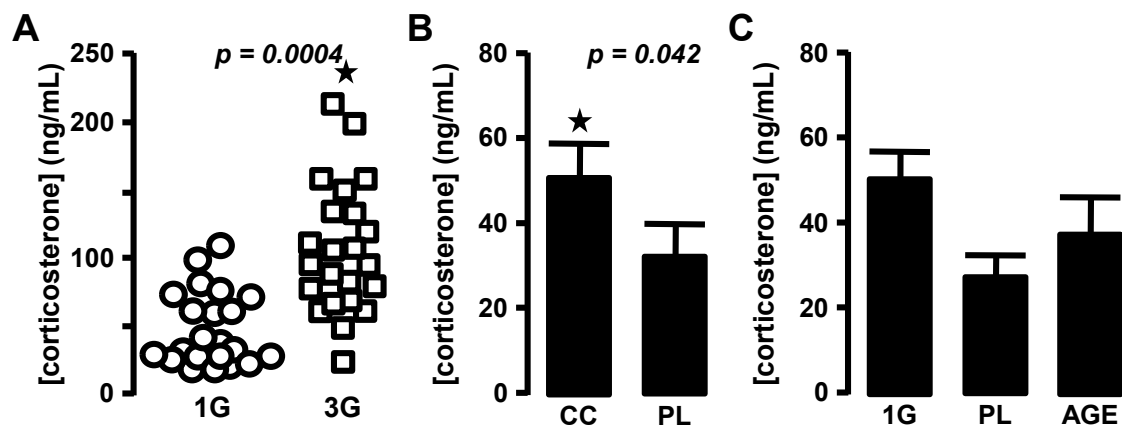 A
[corticosterone] (ng/mL)
250
200
100
0
p = 0.0004
1G
3G
B
[corticosterone] (ng/mL)
80
60
40
20
0
p = 0.042
CC
PL
C
[corticosterone] (ng/mL)
80
60
40
20
0
1G
PL
AGE